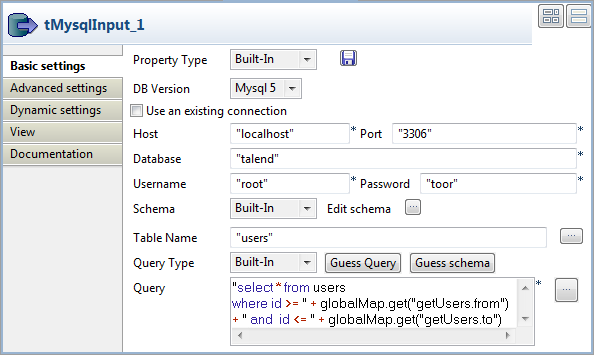 tMysqlInput_1
Basic settings
Advanced settings
Dynamic settings
View
Documentation
Property Type Built-In
DB Version Mysql 5
Use an existing connection
Host "localhost" * Port "3306" *
Database "talend" *
Username "root" * Password "toor" *
Schema Built-In Edit schema ...
Table Name "users" ...
Query Type Built-In Guess Query Guess schema
Query "select * from users * ...
where id >= " + globalMap.get("getUsers.from")
+ " and id <= " + globalMap.get("getUsers.to")